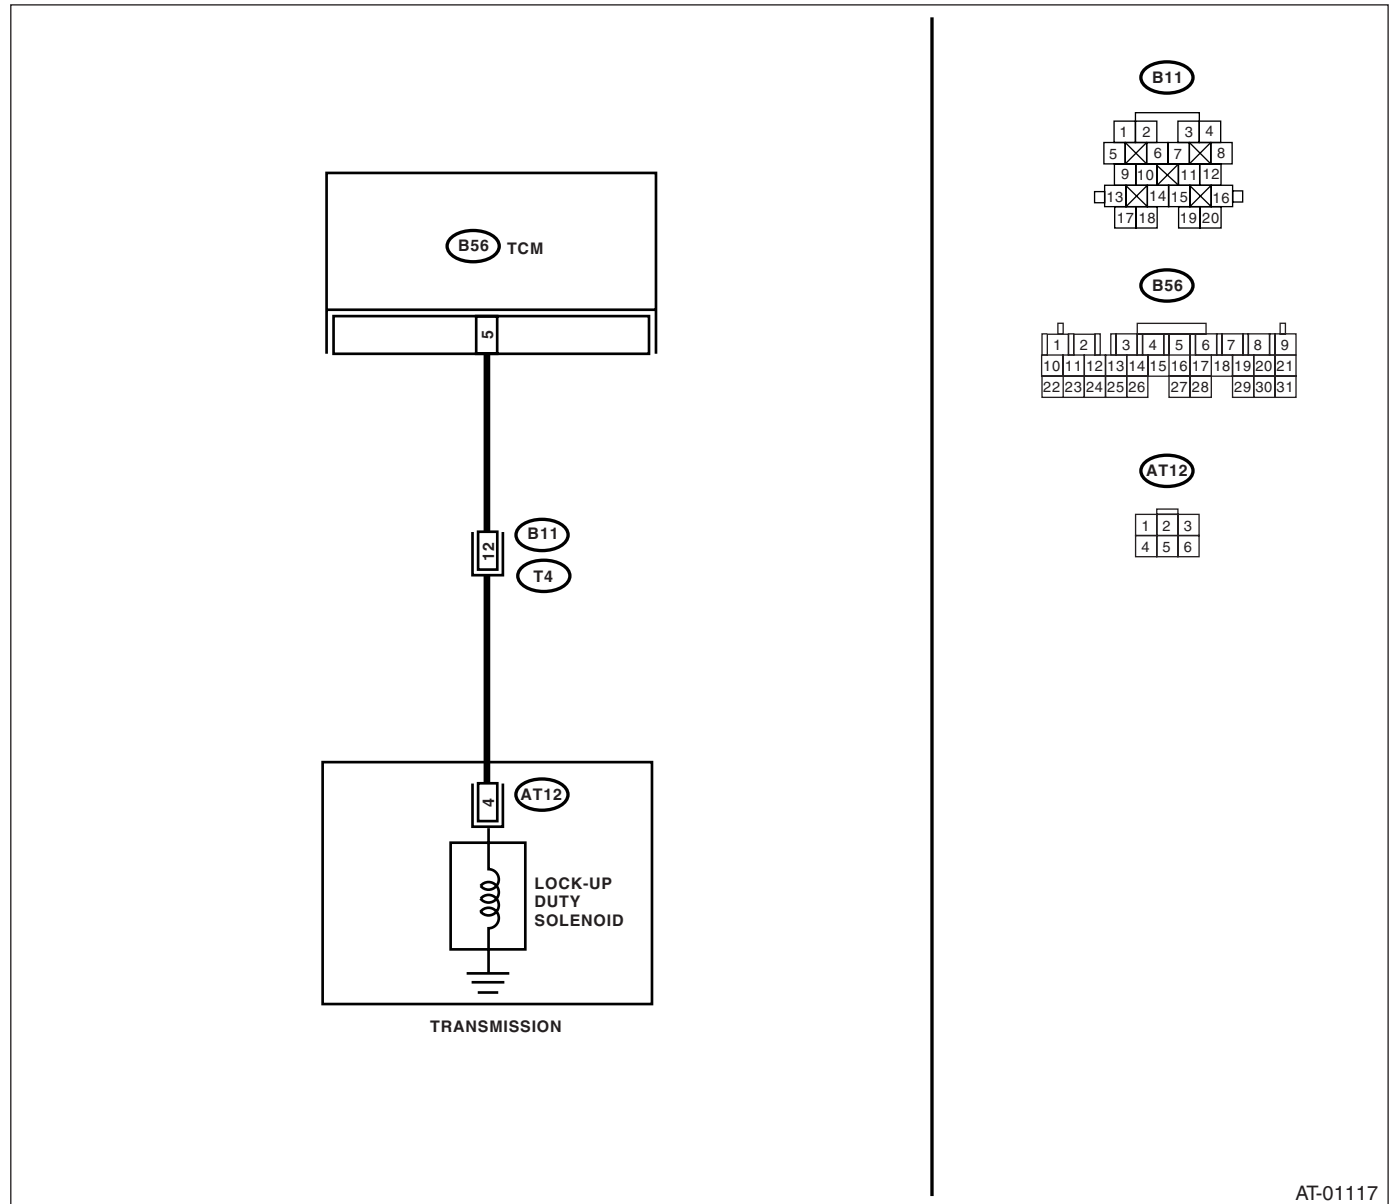 B56 TCM
5
12
B11
T4
4
AT12
LOCK-UP
DUTY
SOLENOID
TRANSMISSION
B11
1 2 3 4
5 6 7 8
9 10 11 12
13 14 15 16
17 18 19 20
B56
1 2 3 4 5 6 7 8 9
10 11 12 13 14 15 16 17 18 19 20 21
22 23 24 25 26 27 28 29 30 31
AT12
1 2 3
4 5 6
AT-01117